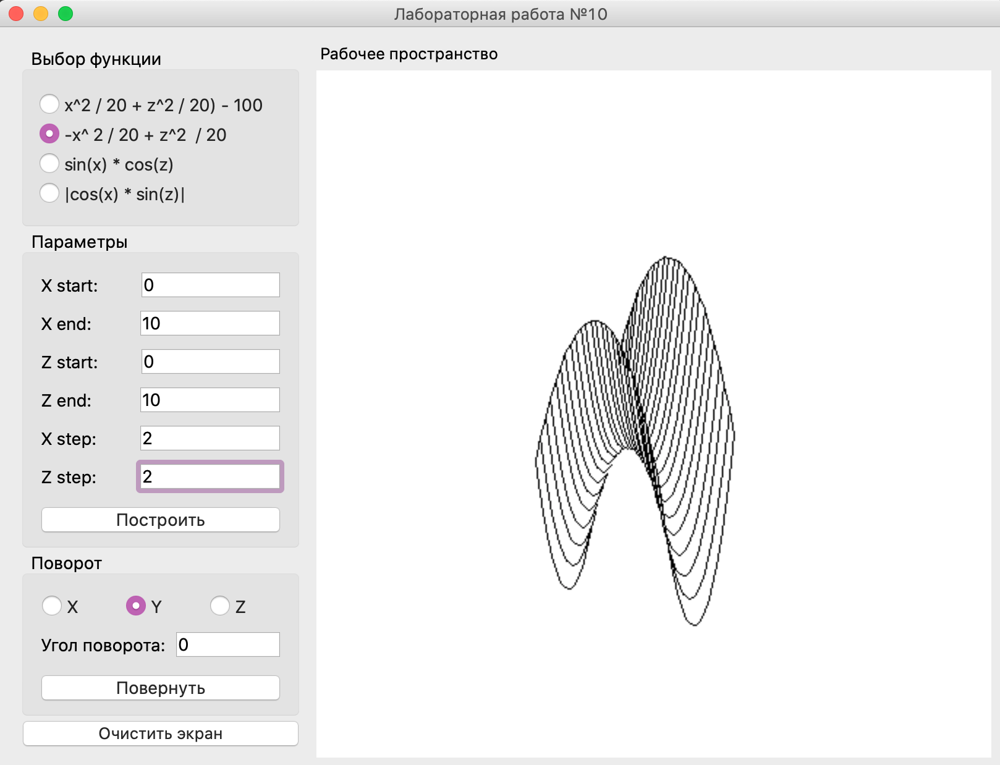 Лабораторная работа №10
Выбор функции
x^2 / 20 + z^2 / 20) - 100
-x^ 2 / 20 + z^2  / 20
sin(x) * cos(z)
|cos(x) * sin(z)|
Параметры
X start: 0
X end: 10
Z start: 0
Z end: 10
X step: 2
Z step: 2
Построить
Поворот
X Y Z
Угол поворота: 0
Повернуть
Очистить экран
Рабочее пространство